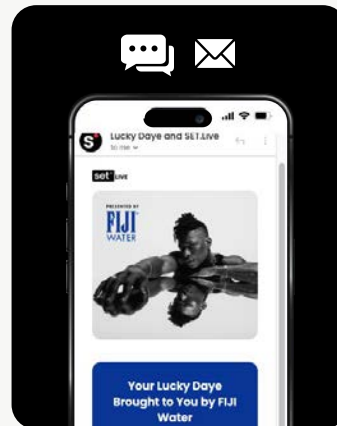 Lucky Daye and SET.Live
to me
set. LIVE
PRESENTED BY
FIJI
WATER
Your Lucky Daye
Brought to You by FIJI
Water